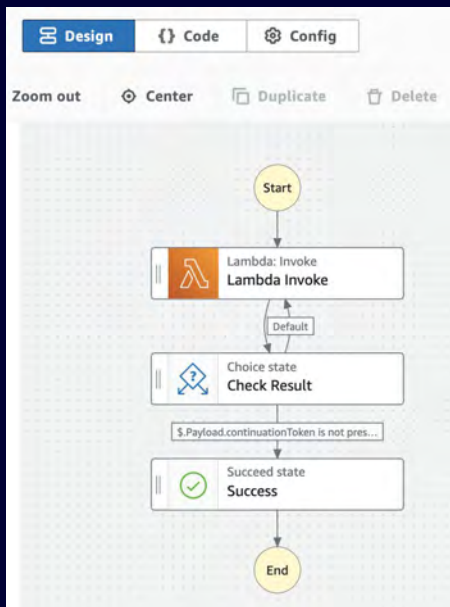 Design {} Code Config
Zoom out Center Duplicate Delete
Start
Lambda: Invoke
Lambda Invoke
Default
Choice state
Check Result
$.Payload.continuationToken is not pres...
Succeed state
Success
End